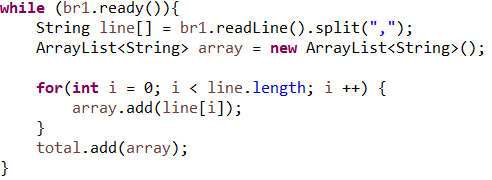 while (br1.ready()){
    String line[] = br1.readLine().split(",");
    ArrayList<String> array = new ArrayList<String>();

    for(int i = 0; i < line.length; i ++) {
        array.add(line[i]);
    }
    total.add(array);
}